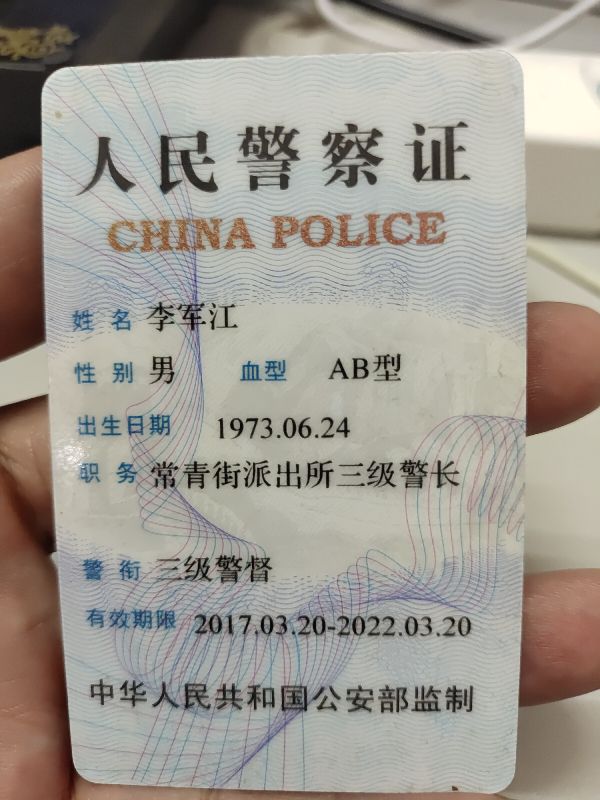 人民警察证
CHINA POLICE
姓名 李军江
性别 男 血型 AB型
出生日期 1973.06.24
职务 常青街派出所三级警长
警衔 三级警督
有效期限 2017.03.20-2022.03.20
中华人民共和国公安部监制